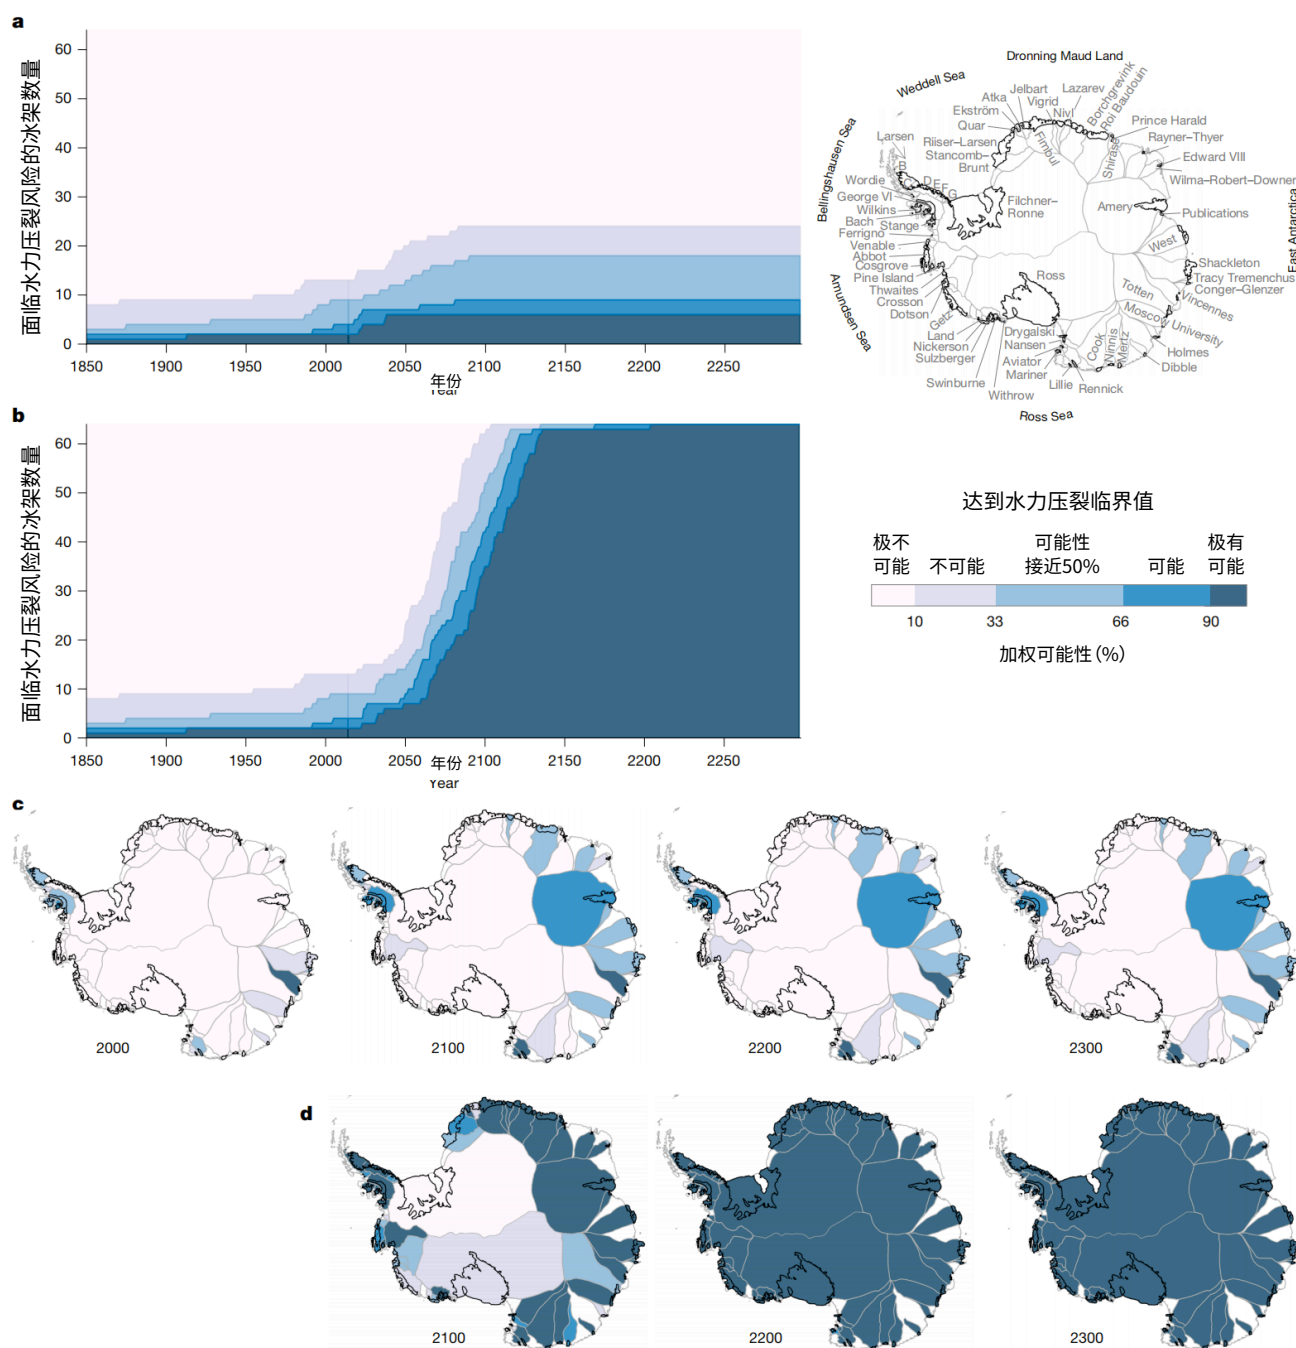 a
面临水力压裂风险的冰架数量
60
50
40
30
20
10
0
1850
1900
1950
2000
2050
2100
2150
2200
2250
年份
Year
Dronning Maud Land
Weddell Sea
Bellingshausen Sea
Amundsen Sea
Ross Sea
East Antarctica
Atka
Jelbart
Vigrid
Lazarev
Nivl
Borchgrevink
Roi Baudouin
Ekström
Quar
Prince Harald
Rayner–Thyer
Larsen
B
D
E
F
G
Riiser–Larsen
Stancomb–
Brunt
Fimbul
Shirase
Edward VIII
Wilma–Robert–Downer
Wordie
George VI
Wilkins
Bach
Stange
Ferrigno
Venable
Abbot
Cosgrove
Pine Island
Thwaites
Crosson
Dotson
Getz
Land
Nickerson
Sulzberger
Swinburne
Withrow
Filchner–
Ronne
Amery
Publications
West
Shackleton
Tracy Tremenchus
Conger–Glenzer
Ross
Totten
Vincennes
Moscow University
Drygalski
Nansen
Aviator
Mariner
Lillie
Rennick
Cook
Ninnis
Mertz
Holmes
Dibble
b
面临水力压裂风险的冰架数量
60
50
40
30
20
10
0
1850
1900
1950
2000
2050
2100
2150
2200
2250
年份
Year
达到水力压裂临界值
极不
可能
不可能
可能性
接近50%
可能
极有
可能
10
33
66
90
加权可能性(%)
c
2000
2100
2200
2300
d
2100
2200
2300